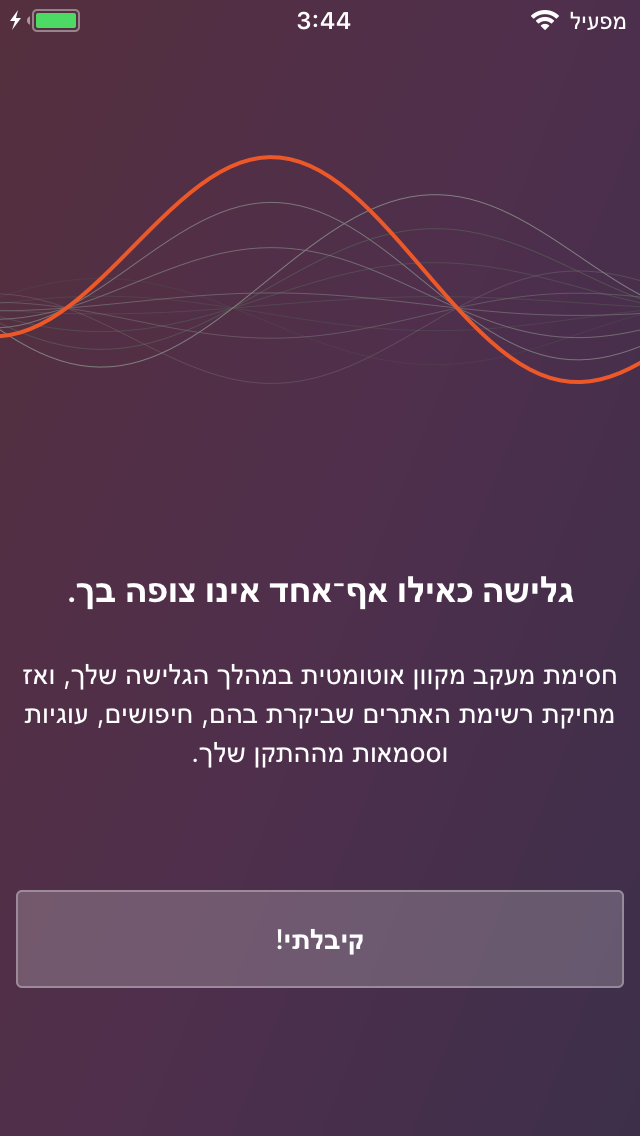 מפעיל 3:44
גלישה כאילו אף־אחד אינו צופה בך.
חסימת מעקב מקוון אוטומטית במהלך הגלישה שלך, ואז
מחיקת רשימת האתרים שביקרת בהם, חיפושים, עוגיות
וססמאות מההתקן שלך.
קיבלתי!